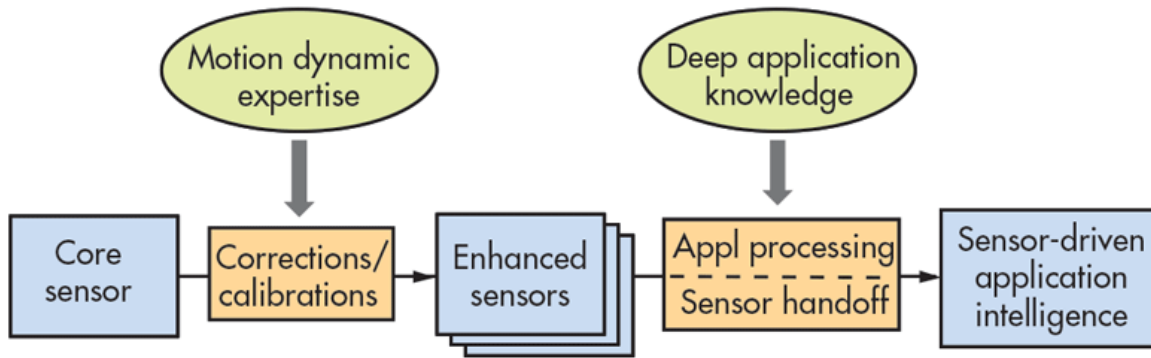 Motion dynamic
expertise
Deep application
knowledge
Core
sensor
Corrections/
calibrations
Enhanced
sensors
Appl processing
Sensor handoff
Sensor-driven
application
intelligence